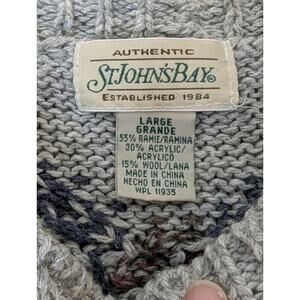 AUTHENTIC
ST. JOHN'S BAY
ESTABLISHED 1984
LARGE
GRANDE
55% RAMIE/RAMINA
30% ACRYLIC/
ACRYLICO
15% WOOL/LANA
MADE IN CHINA
HECHO EN CHINA
WPL 11935